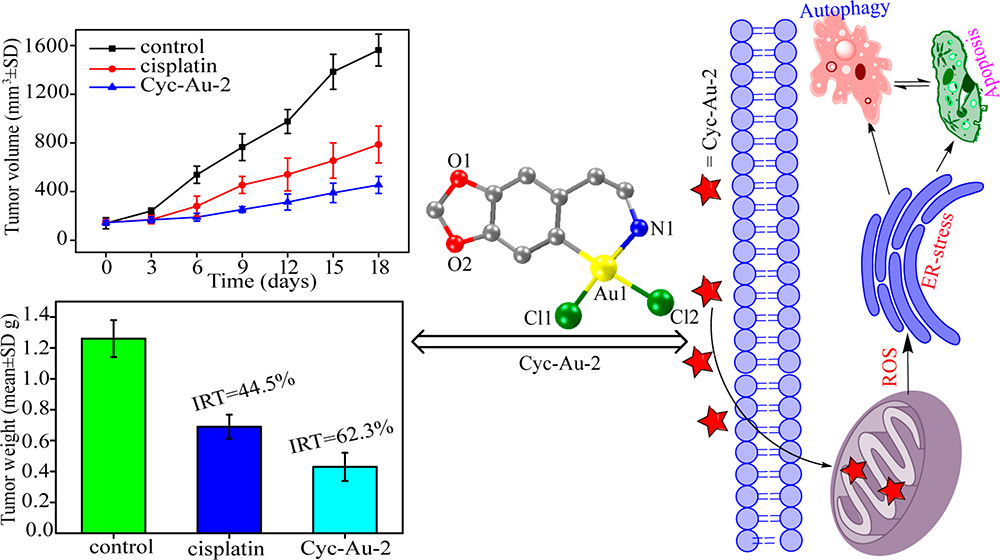 Tumor volume (mm³±SD)
1600
1200
800
400
0
control
cisplatin
Cyc-Au-2
0 3 6 9 12 15 18
Time (days)
Tumor weight (mean±SD g)
1.4
1.2
1.0
0.8
0.6
0.4
0.2
0.0
IRT=44.5%
IRT=62.3%
control cisplatin Cyc-Au-2
O1
O2
N1
Au1
Cl1
Cl2
Cyc-Au-2
= Cyc-Au-2
Autophagy
Apoptosis
ER-stress
ROS